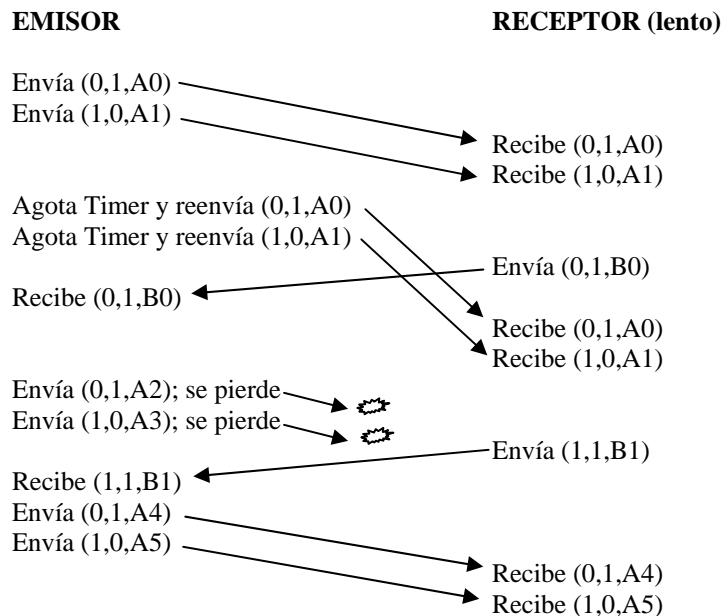 EMISOR RECEPTOR (lento)
Envía (0,1,A0)
Envía (1,0,A1)
Recibe (0,1,A0)
Recibe (1,0,A1)
Agota Timer y reenvía (0,1,A0)
Agota Timer y reenvía (1,0,A1)
Envía (0,1,B0)
Recibe (0,1,B0)
Recibe (0,1,A0)
Recibe (1,0,A1)
Envía (0,1,A2); se pierde
Envía (1,0,A3); se pierde
Envía (1,1,B1)
Recibe (1,1,B1)
Envía (0,1,A4)
Envía (1,0,A5)
Recibe (0,1,A4)
Recibe (1,0,A5)